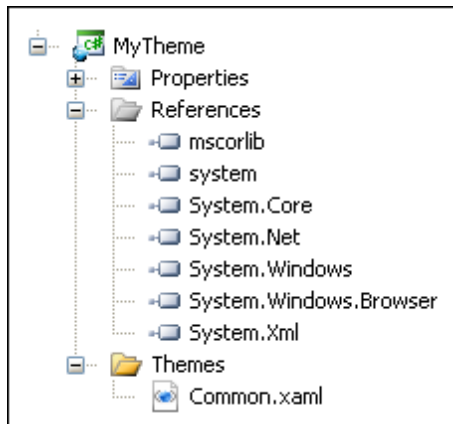 MyTheme
Properties
References
mscorlib
system
System.Core
System.Net
System.Windows
System.Windows.Browser
System.Xml
Themes
Common.xaml